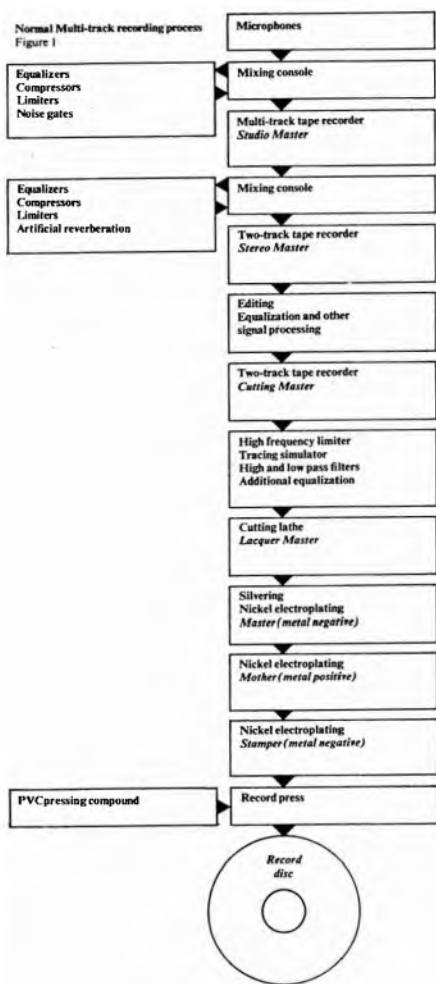 Normal Multi-track recording process
Figure 1
Microphones
Equalizers
Compressors
Limiters
Noise gates
Mixing console
Multi-track tape recorder
Studio Master
Equalizers
Compressors
Limiters
Artificial reverberation
Mixing console
Two-track tape recorder
Stereo Master
Editing
Equalization and other
signal processing
Two-track tape recorder
Cutting Master
High frequency limiter
Tracing simulator
High and low pass filters
Additional equalization
Cutting lathe
Lacquer Master
Silvering
Nickel electroplating
Master (metal negative)
Nickel electroplating
Mother (metal positive)
Nickel electroplating
Stamper (metal negative)
PVC pressing compound
Record press
Record
disc